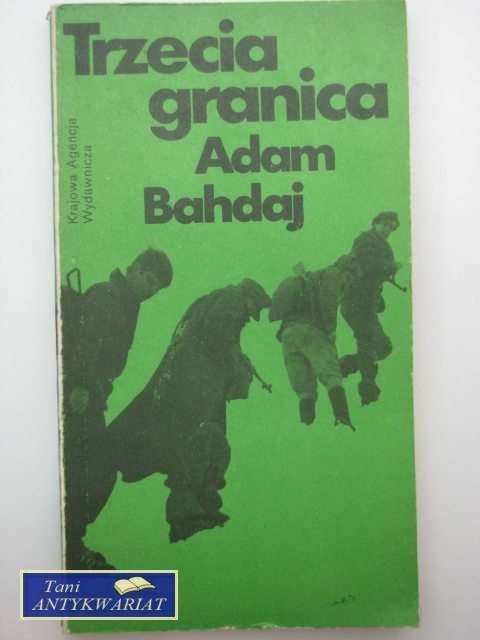 Trzecia
granica
Adam
Bahdaj
Krajowa Agencja
Wydawnicza
Tani
ANTYKWARIAT